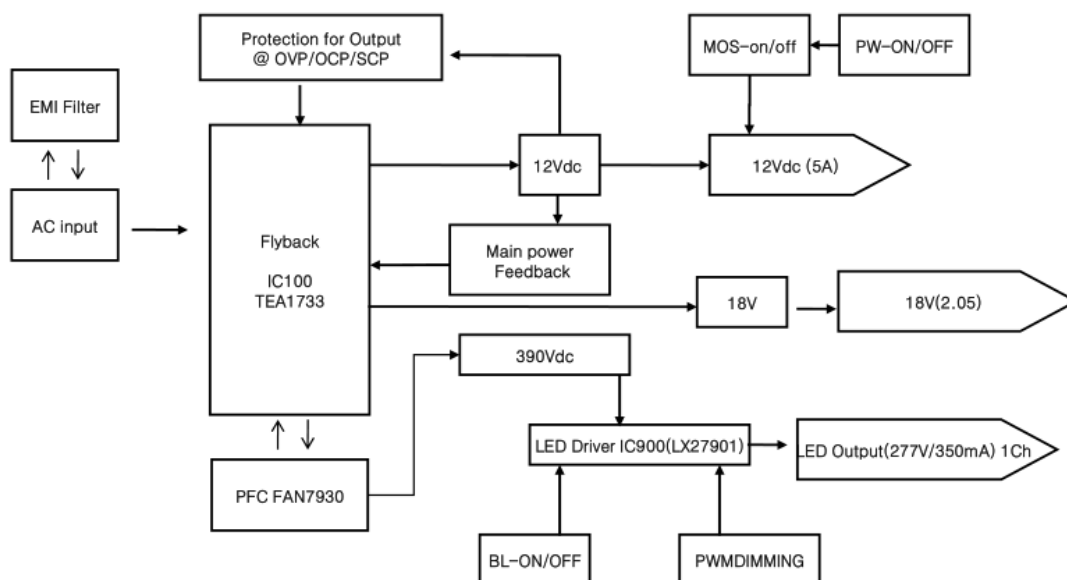 Protection for Output
@ OVP/OCP/SCP
MOS-on/off
PW-ON/OFF
EMI Filter
12Vdc
12Vdc (5A)
AC input
Flyback
IC100
TEA1733
Main power
Feedback
18V
18V(2.05)
390Vdc
LED Driver IC900(LX27901)
LED Output(277V/350mA) 1Ch
PFC FAN7930
BL-ON/OFF
PWMDIMMING